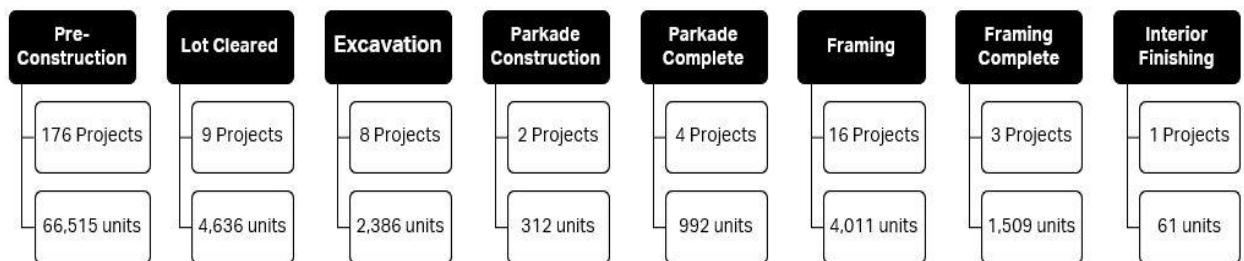 Pre-
Construction
Lot Cleared
Excavation
Parkade
Construction
Parkade
Complete
Framing
Framing
Complete
Interior
Finishing
176 Projects
9 Projects
8 Projects
2 Projects
4 Projects
16 Projects
3 Projects
1 Projects
66,515 units
4,636 units
2,386 units
312 units
992 units
4,011 units
1,509 units
61 units